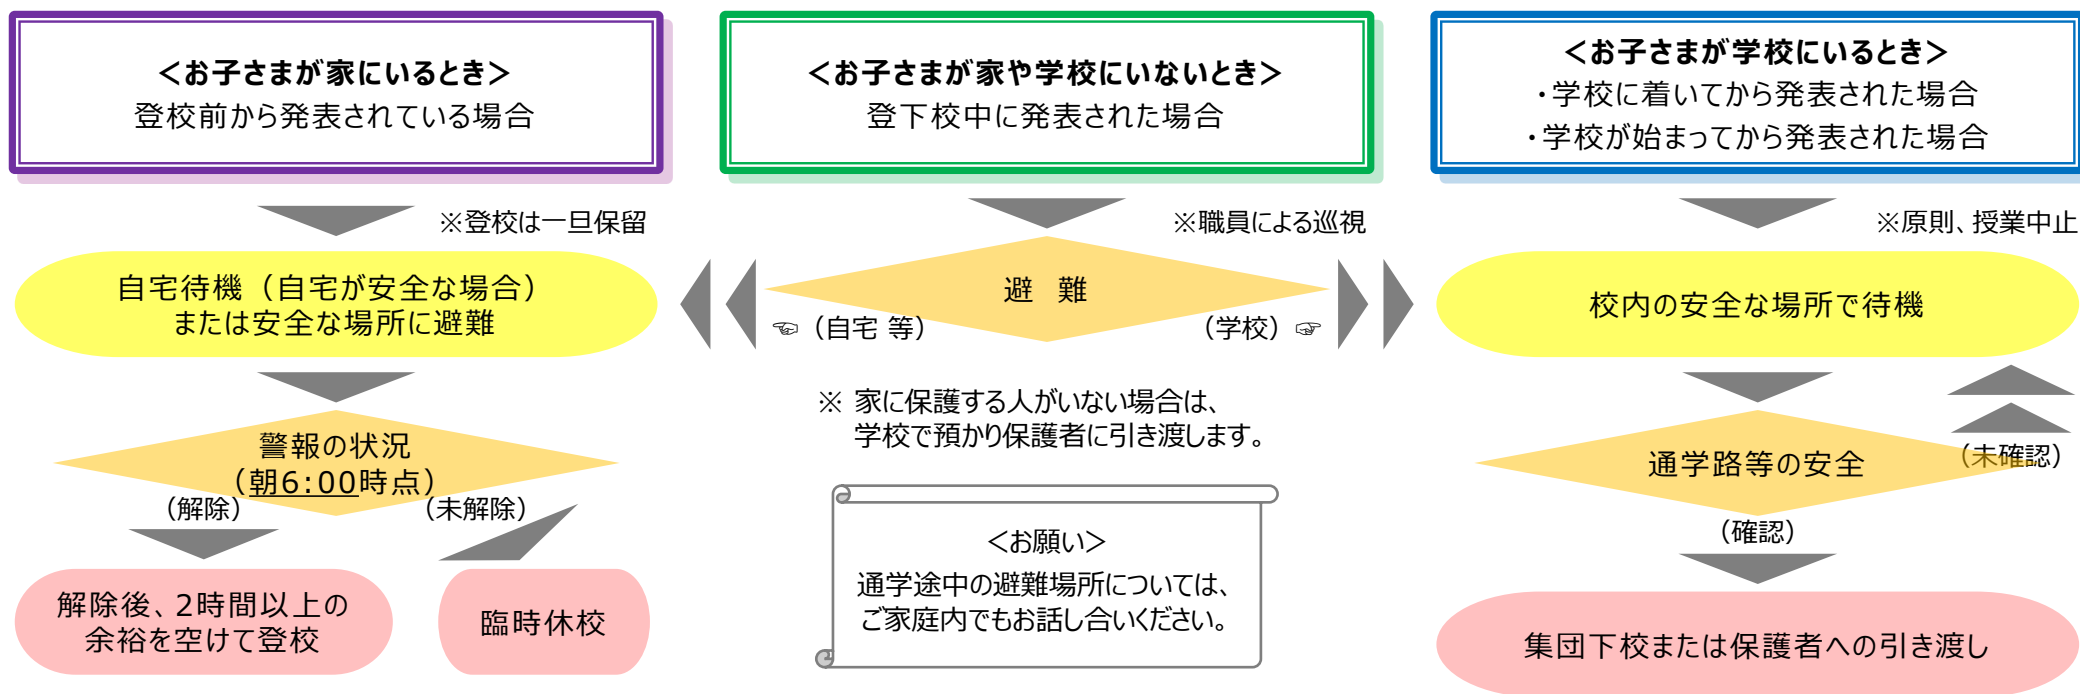 ＜お子さまが家にいるとき＞
登校前から発表されている場合
※登校は一旦保留
自宅待機（自宅が安全な場合）
または安全な場所に避難
警報の状況
（朝6:00時点）
（解除）
（未解除）
解除後、2時間以上の
余裕を空けて登校
臨時休校
＜お子さまが家や学校にいないとき＞
登下校中に発表された場合
※職員による巡視
避　難
☜（自宅 等）
（学校）☞
※ 家に保護する人がいない場合は、
学校で預かり保護者に引き渡します。
＜お願い＞
通学途中の避難場所については、
ご家庭内でもお話し合いください。
＜お子さまが学校にいるとき＞
・学校に着いてから発表された場合
・学校が始まってから発表された場合
※原則、授業中止
校内の安全な場所で待機
通学路等の安全
（未確認）
（確認）
集団下校または保護者への引き渡し